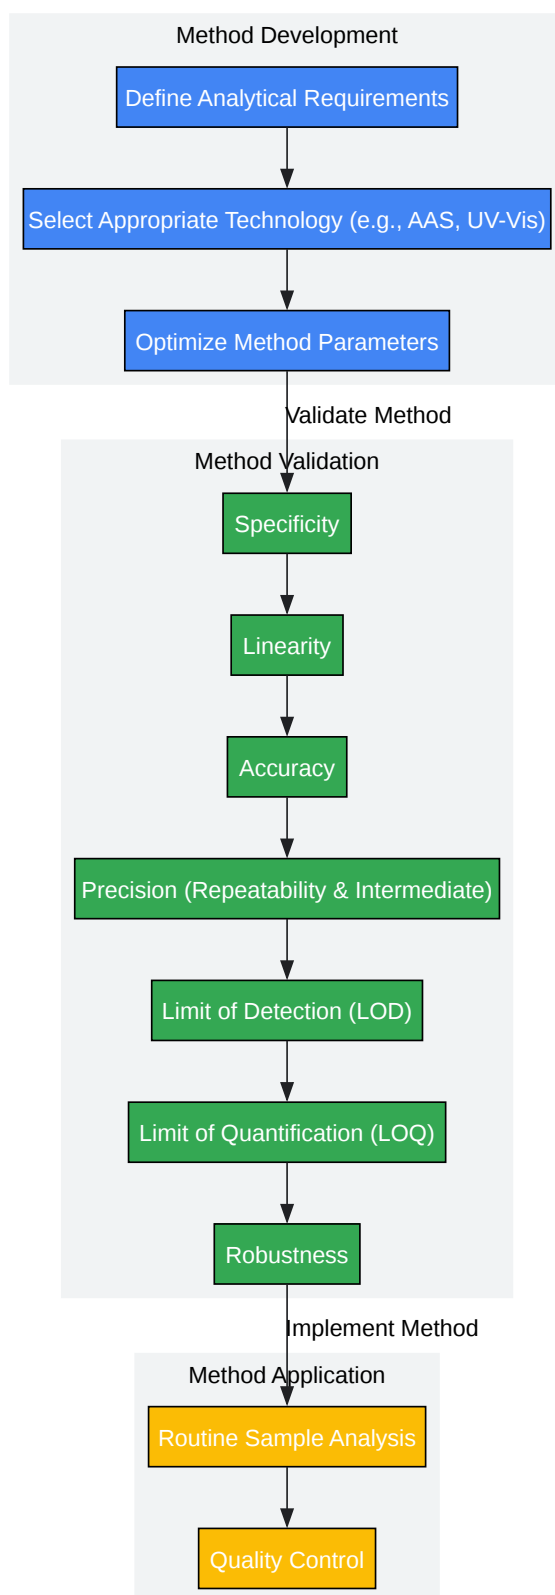 Method Development
Define Analytical Requirements
Select Appropriate Technology (e.g., AAS, UV-Vis)
Optimize Method Parameters
Validate Method
Method Validation
Specificity
Linearity
Accuracy
Precision (Repeatability & Intermediate)
Limit of Detection (LOD)
Limit of Quantification (LOQ)
Robustness
Implement Method
Method Application
Routine Sample Analysis
Quality Control